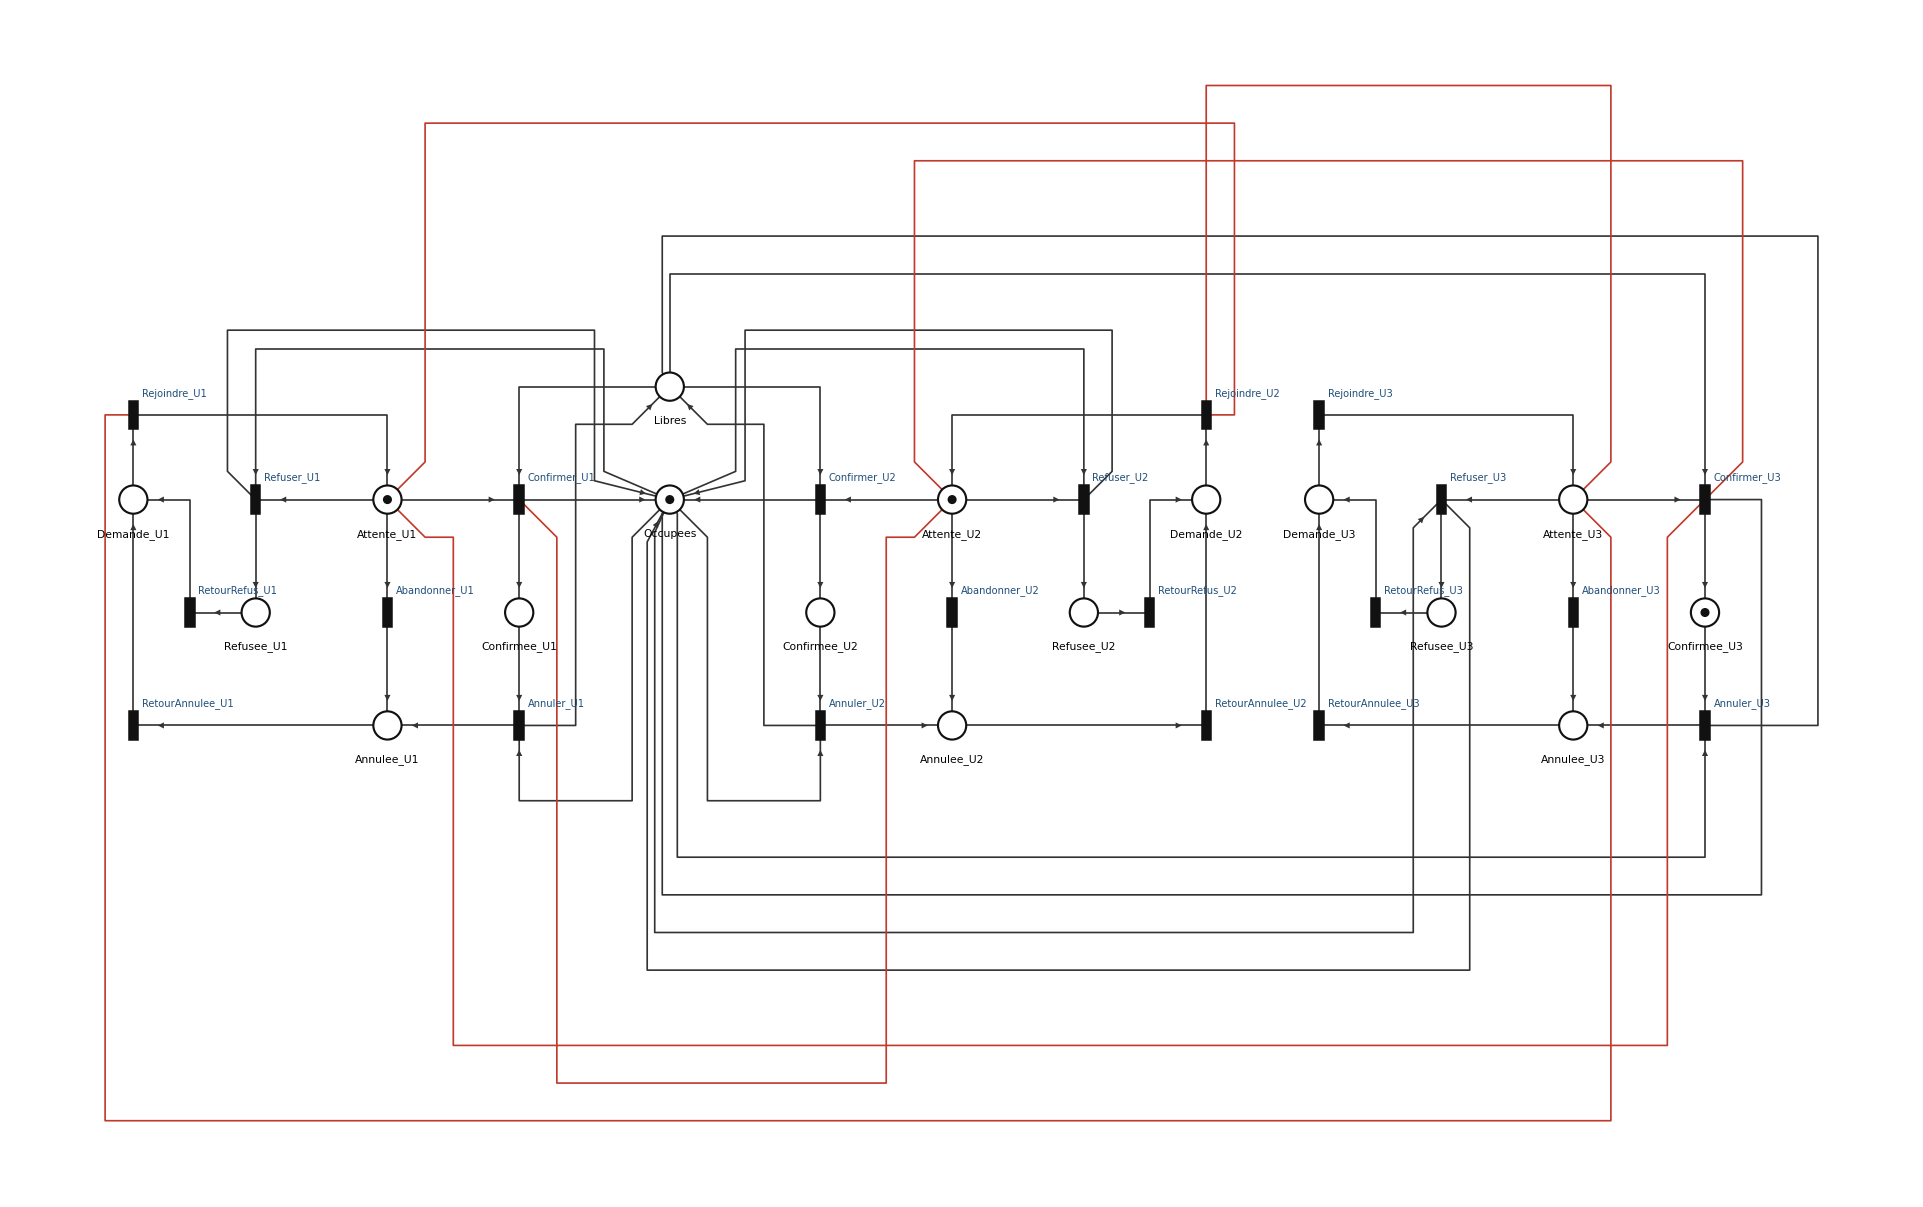 Rejoindre_U1
Libres
Rejoindre_U2
Rejoindre_U3
Refuser_U1
Confirmer_U1
Confirmer_U2
Refuser_U2
Refuser_U3
Confirmer_U3
Demande_U1
Attente_U1
Occupees
Attente_U2
Demande_U2
Demande_U3
Attente_U3
RetourRefus_U1
Abandonner_U1
Abandonner_U2
RetourRefus_U2
RetourRefus_U3
Abandonner_U3
Refusee_U1
Confirmee_U1
Confirmee_U2
Refusee_U2
Refusee_U3
Confirmee_U3
RetourAnnulee_U1
Annuler_U1
Annuler_U2
RetourAnnulee_U2
RetourAnnulee_U3
Annuler_U3
Annulee_U1
Annulee_U2
Annulee_U3